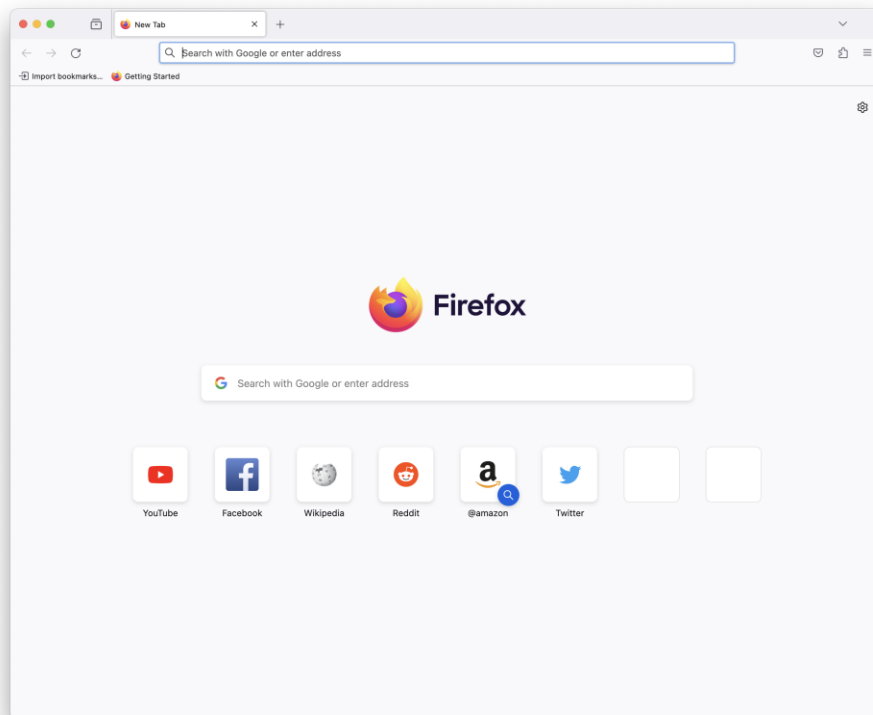 New Tab
Search with Google or enter address
Import bookmarks... Getting Started
Firefox
Search with Google or enter address
YouTube Facebook Wikipedia Reddit @amazon Twitter